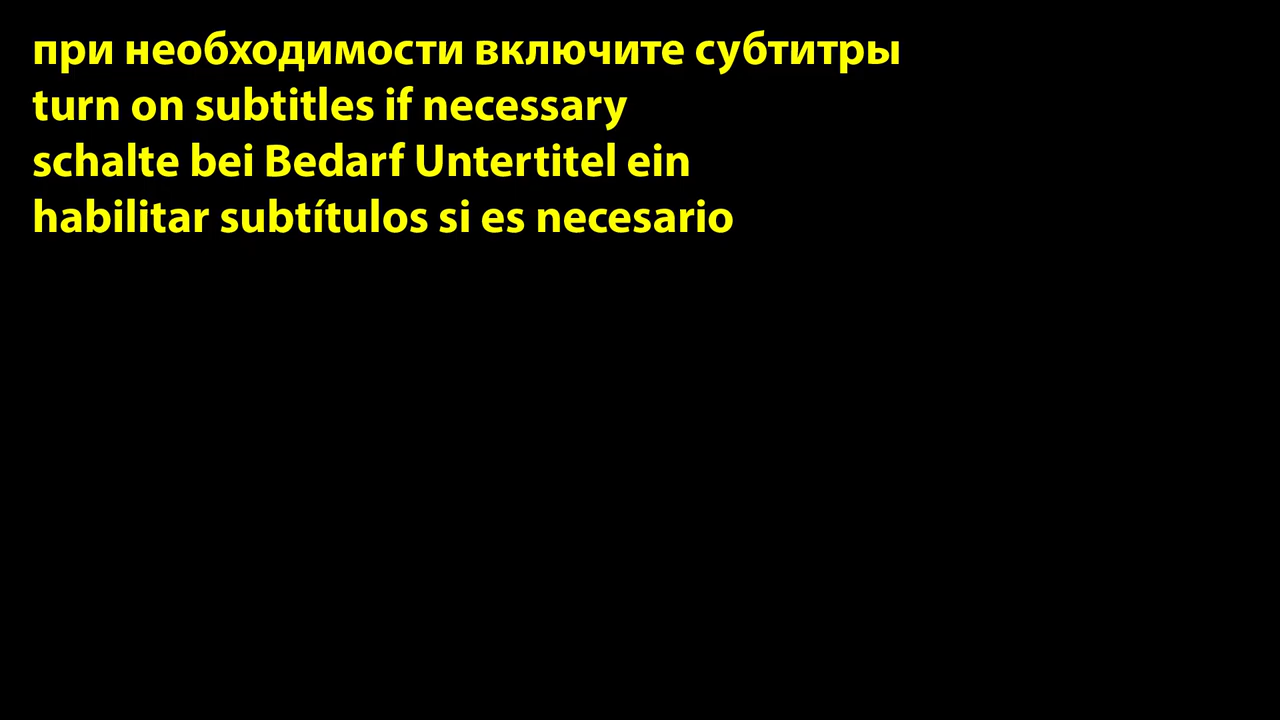 при необходимости включите субтитры
turn on subtitles if necessary
schalte bei Bedarf Untertitel ein
habilitar subtítulos si es necesario